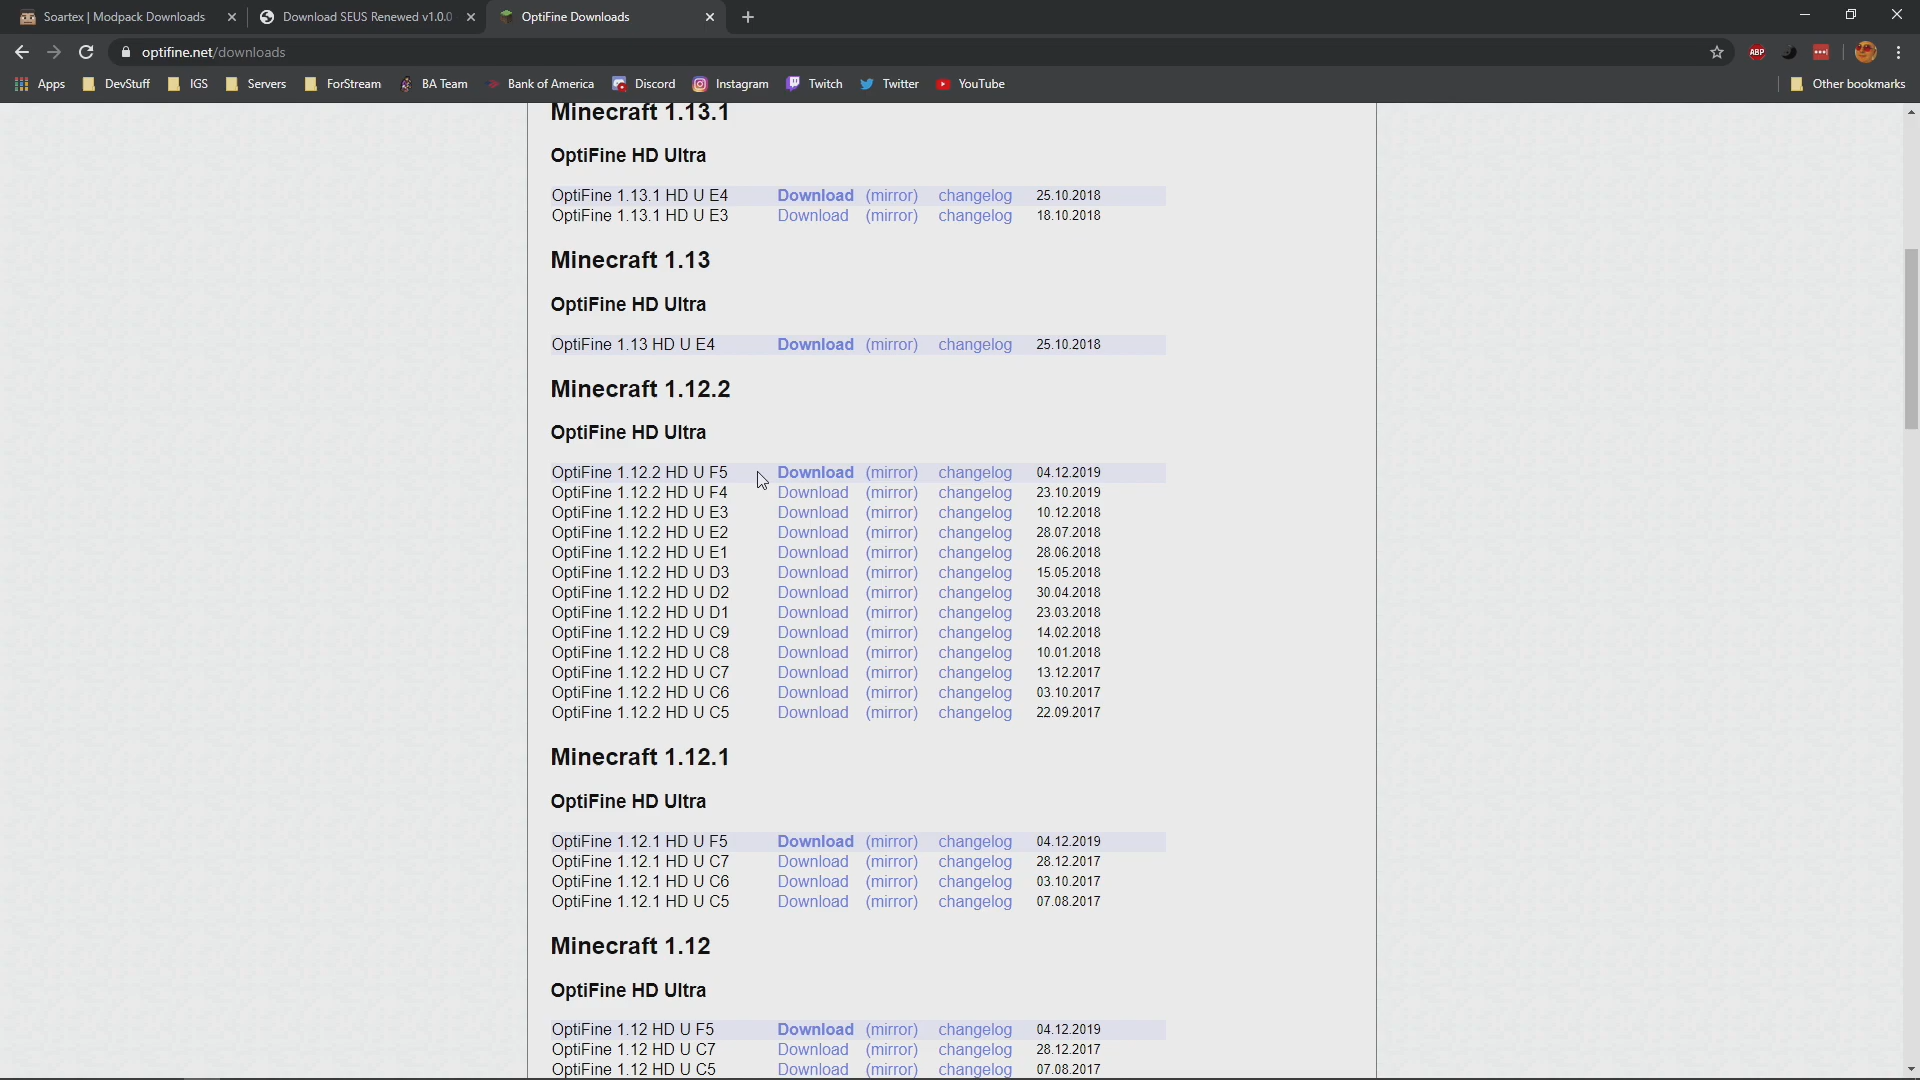 Soartex | Modpack Downloads
Download SEUS Renewed v1.0.0
OptiFine Downloads
optifine.net/downloads
ABP
Apps DevStuff IGS Servers ForStream BA Team Bank of America Discord Instagram Twitch Twitter YouTube Other bookmarks
Minecraft 1.13.1
OptiFine HD Ultra
OptiFine 1.13.1 HD U E4 Download (mirror) changelog 25.10.2018
OptiFine 1.13.1 HD U E3 Download (mirror) changelog 18.10.2018
Minecraft 1.13
OptiFine HD Ultra
OptiFine 1.13 HD U E4 Download (mirror) changelog 25.10.2018
Minecraft 1.12.2
OptiFine HD Ultra
OptiFine 1.12.2 HD U F5 Download (mirror) changelog 04.12.2019
OptiFine 1.12.2 HD U F4 Download (mirror) changelog 23.10.2019
OptiFine 1.12.2 HD U E3 Download (mirror) changelog 10.12.2018
OptiFine 1.12.2 HD U E2 Download (mirror) changelog 28.07.2018
OptiFine 1.12.2 HD U E1 Download (mirror) changelog 28.06.2018
OptiFine 1.12.2 HD U D3 Download (mirror) changelog 15.05.2018
OptiFine 1.12.2 HD U D2 Download (mirror) changelog 30.04.2018
OptiFine 1.12.2 HD U D1 Download (mirror) changelog 23.03.2018
OptiFine 1.12.2 HD U C9 Download (mirror) changelog 14.02.2018
OptiFine 1.12.2 HD U C8 Download (mirror) changelog 10.01.2018
OptiFine 1.12.2 HD U C7 Download (mirror) changelog 13.12.2017
OptiFine 1.12.2 HD U C6 Download (mirror) changelog 03.10.2017
OptiFine 1.12.2 HD U C5 Download (mirror) changelog 22.09.2017
Minecraft 1.12.1
OptiFine HD Ultra
OptiFine 1.12.1 HD U F5 Download (mirror) changelog 04.12.2019
OptiFine 1.12.1 HD U C7 Download (mirror) changelog 28.12.2017
OptiFine 1.12.1 HD U C6 Download (mirror) changelog 03.10.2017
OptiFine 1.12.1 HD U C5 Download (mirror) changelog 07.08.2017
Minecraft 1.12
OptiFine HD Ultra
OptiFine 1.12 HD U F5 Download (mirror) changelog 04.12.2019
OptiFine 1.12 HD U C7 Download (mirror) changelog 28.12.2017
OptiFine 1.12 HD U C5 Download (mirror) changelog 07.08.2017